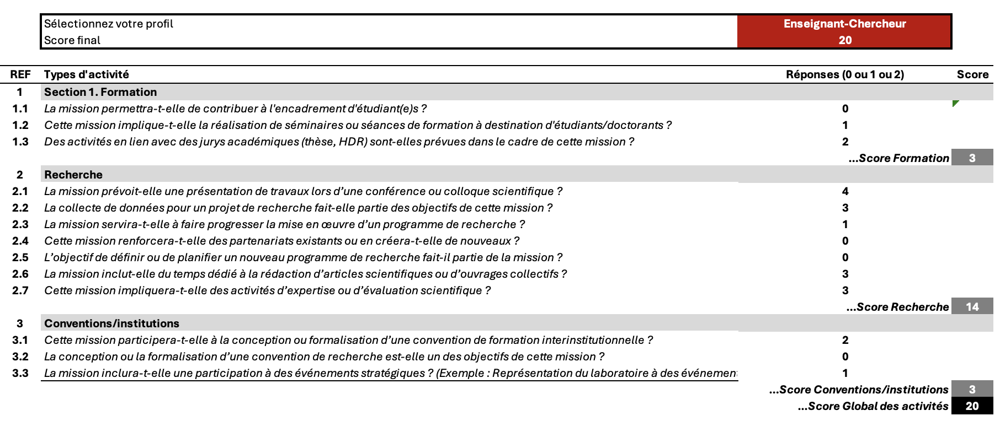 Sélectionnez votre profil Enseignant-Chercheur
Score final 20
REF Types d'activité Réponses (0 ou 1 ou 2) Score
1 Section 1. Formation
1.1 La mission permettra-t-elle de contribuer à l'encadrement d'étudiant(e)s ? 0
1.2 Cette mission implique-t-elle la réalisation de séminaires ou séances de formation à destination d'étudiants/doctorants ? 1
1.3 Des activités en lien avec des jurys académiques (thèse, HDR) sont-elles prévues dans le cadre de cette mission ? 2
...Score Formation 3
2 Recherche
2.1 La mission prévoit-elle une présentation de travaux lors d’une conférence ou colloque scientifique ? 4
2.2 La collecte de données pour un projet de recherche fait-elle partie des objectifs de cette mission ? 3
2.3 La mission servira-t-elle à faire progresser la mise en œuvre d’un programme de recherche ? 1
2.4 Cette mission renforcera-t-elle des partenariats existants ou en créera-t-elle de nouveaux ? 0
2.5 L’objectif de définir ou de planifier un nouveau programme de recherche fait-il partie de la mission ? 0
2.6 La mission inclut-elle du temps dédié à la rédaction d’articles scientifiques ou d’ouvrages collectifs ? 3
2.7 Cette mission impliquera-t-elle des activités d’expertise ou d’évaluation scientifique ? 3
...Score Recherche 14
3 Conventions/institutions
3.1 Cette mission participera-t-elle à la conception ou formalisation d’une convention de formation interinstitutionnelle ? 2
3.2 La conception ou la formalisation d’une convention de recherche est-elle un des objectifs de cette mission ? 0
3.3 La mission inclura-t-elle une participation à des événements stratégiques ? (Exemple : Représentation du laboratoire à des événement 1
...Score Conventions/institutions 3
...Score Global des activités 20